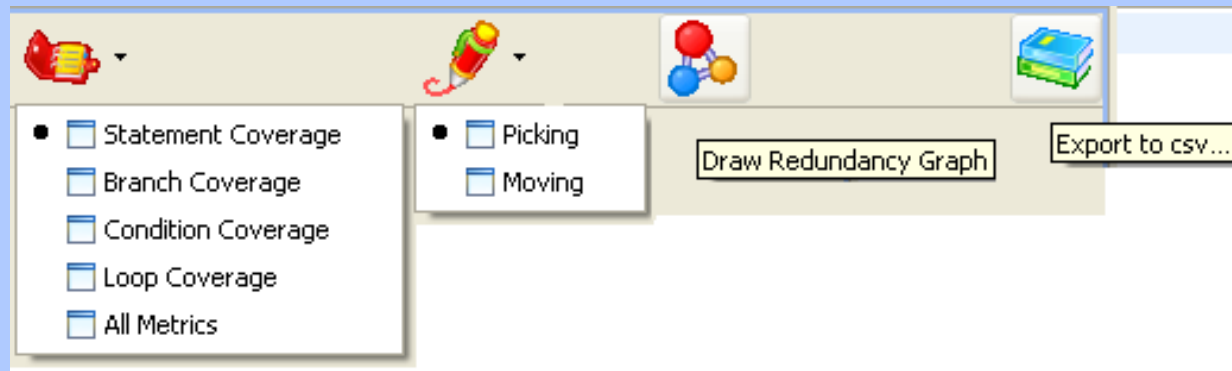 Statement Coverage
Branch Coverage
Condition Coverage
Loop Coverage
All Metrics
Picking
Moving
Draw Redundancy Graph
Export to csv...